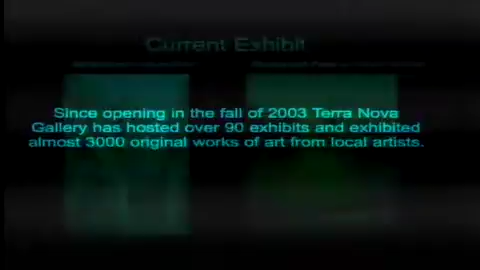 Current Exhibit
Since opening in the fall of 2003 Terra Nova
Gallery has hosted over 90 exhibits and exhibited
almost 3000 original works of art from local artists.